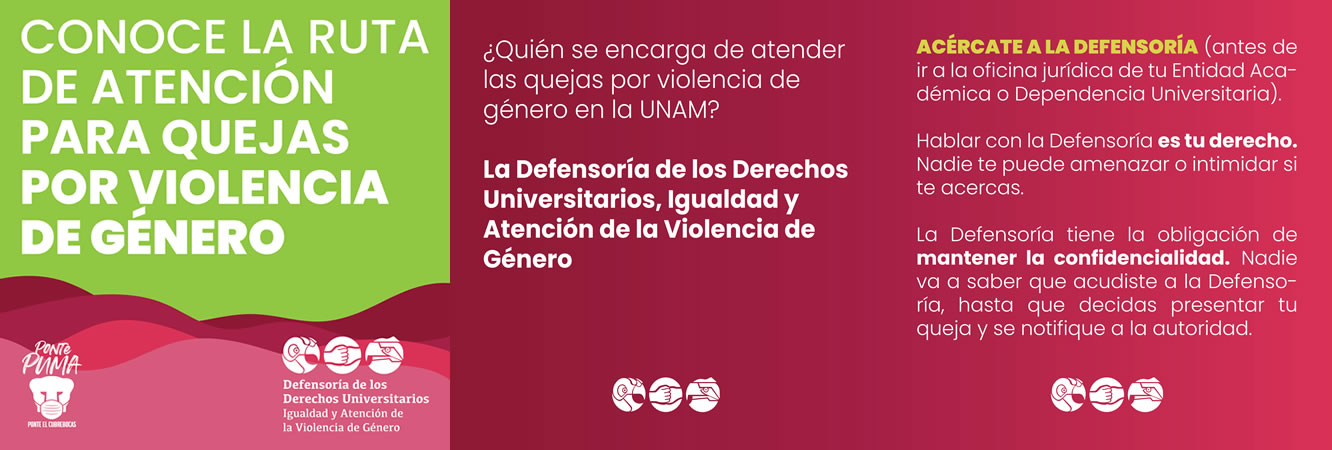 CONOCE LA RUTA
DE ATENCIÓN
PARA QUEJAS
POR VIOLENCIA
DE GÉNERO
PONTE
PUMA
PONTE EL CUBREBOCAS
Defensoría de los
Derechos Universitarios
Igualdad y Atención de
la Violencia de Género
¿Quién se encarga de atender
las quejas por violencia de
género en la UNAM?
La Defensoría de los Derechos
Universitarios, Igualdad y
Atención de la Violencia de
Género
ACÉRCATE A LA DEFENSORÍA (antes de
ir a la oficina jurídica de tu Entidad Aca-
démica o Dependencia Universitaria).
Hablar con la Defensoría es tu derecho.
Nadie te puede amenazar o intimidar si
te acercas.
La Defensoría tiene la obligación de
mantener la confidencialidad. Nadie
va a saber que acudiste a la Defenso-
ría, hasta que decidas presentar tu
queja y se notifique a la autoridad.